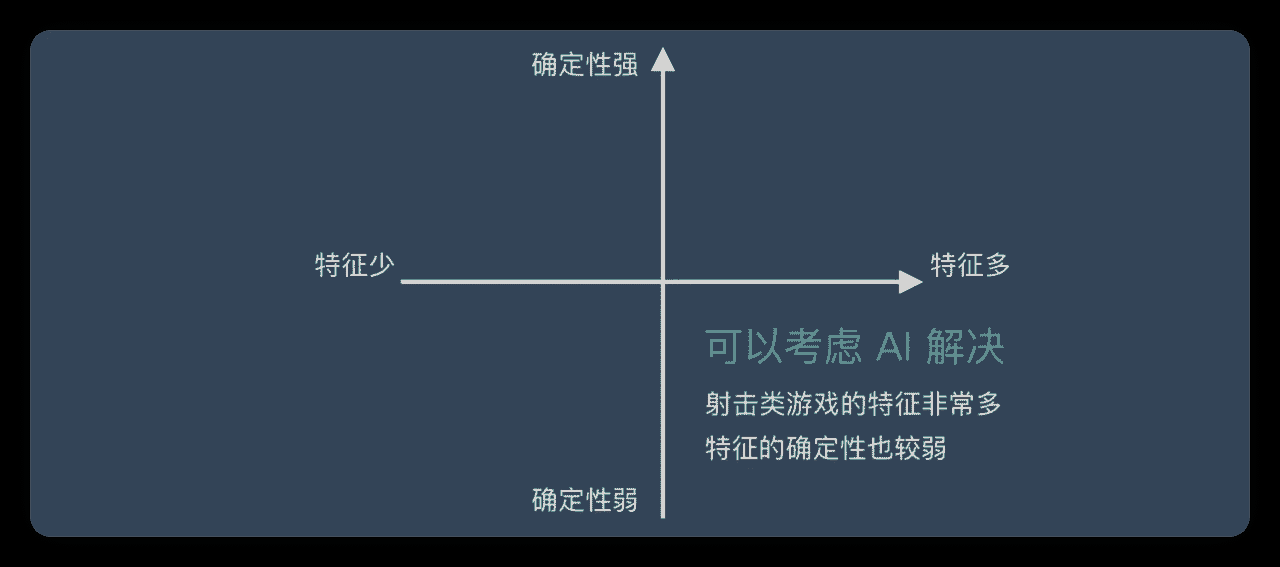 确定性强
特征少
特征多
可以考虑 AI 解决
射击类游戏的特征非常多
特征的确定性也较弱
确定性弱